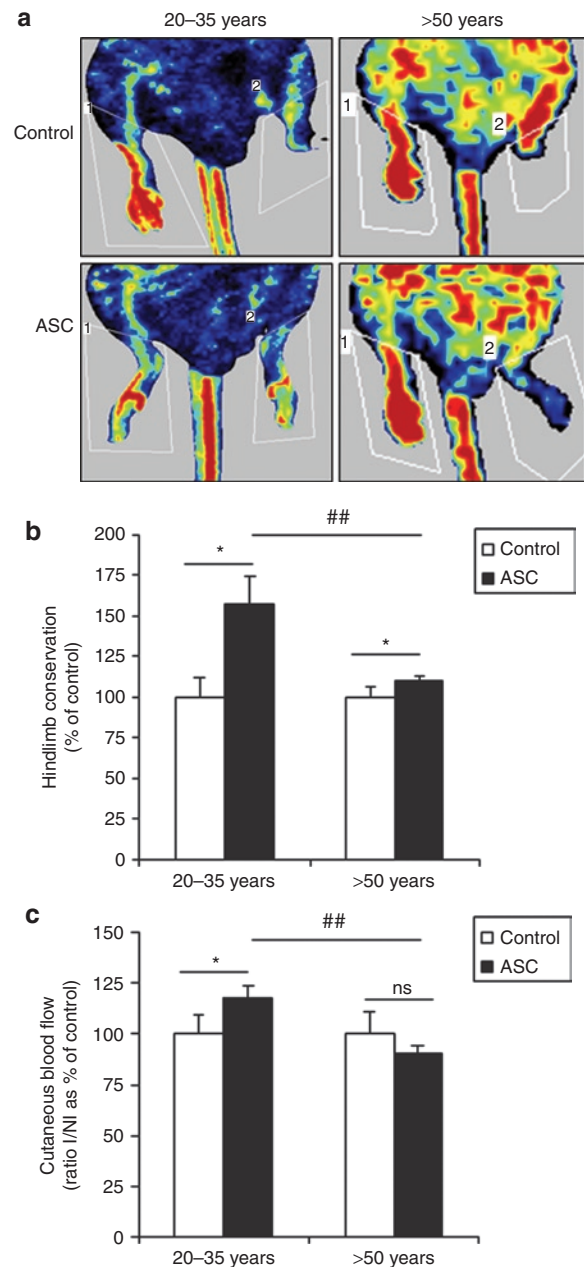 a
20–35 years
>50 years
Control
1
2
1
2
ASC
1
2
1
2
b
Hindlimb conservation
(% of control)
200
175
150
125
100
75
50
25
0
*
##
*
Control
ASC
20–35 years
>50 years
c
Cutaneous blood flow
(ratio I/NI as % of control)
150
125
100
75
50
25
0
*
##
ns
Control
ASC
20–35 years
>50 years